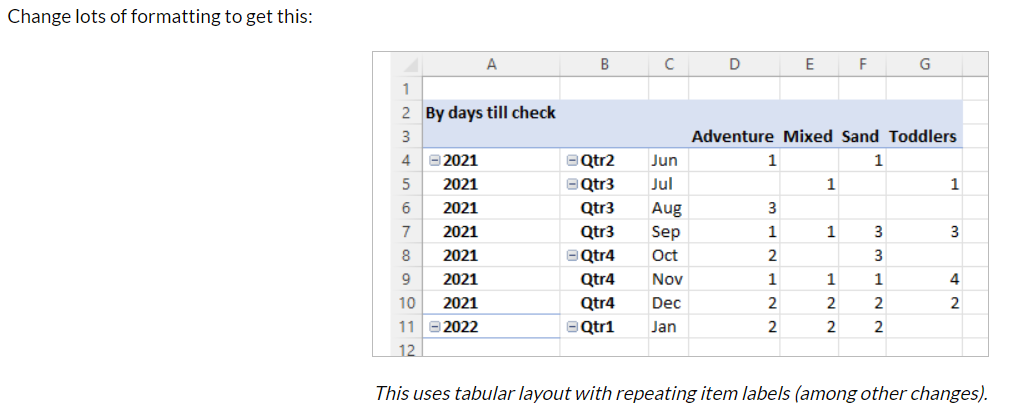 Change lots of formatting to get this:
A B C D E F G
1
2 By days till check
3 Adventure Mixed Sand Toddlers
4 2021 Qtr2 Jun 1 1
5 2021 Qtr3 Jul 1 1
6 2021 Qtr3 Aug 3
7 2021 Qtr3 Sep 1 1 3 3
8 2021 Qtr4 Oct 2 3
9 2021 Qtr4 Nov 1 1 1 4
10 2021 Qtr4 Dec 2 2 2 2
11 2022 Qtr1 Jan 2 2 2
12
This uses tabular layout with repeating item labels (among other changes).